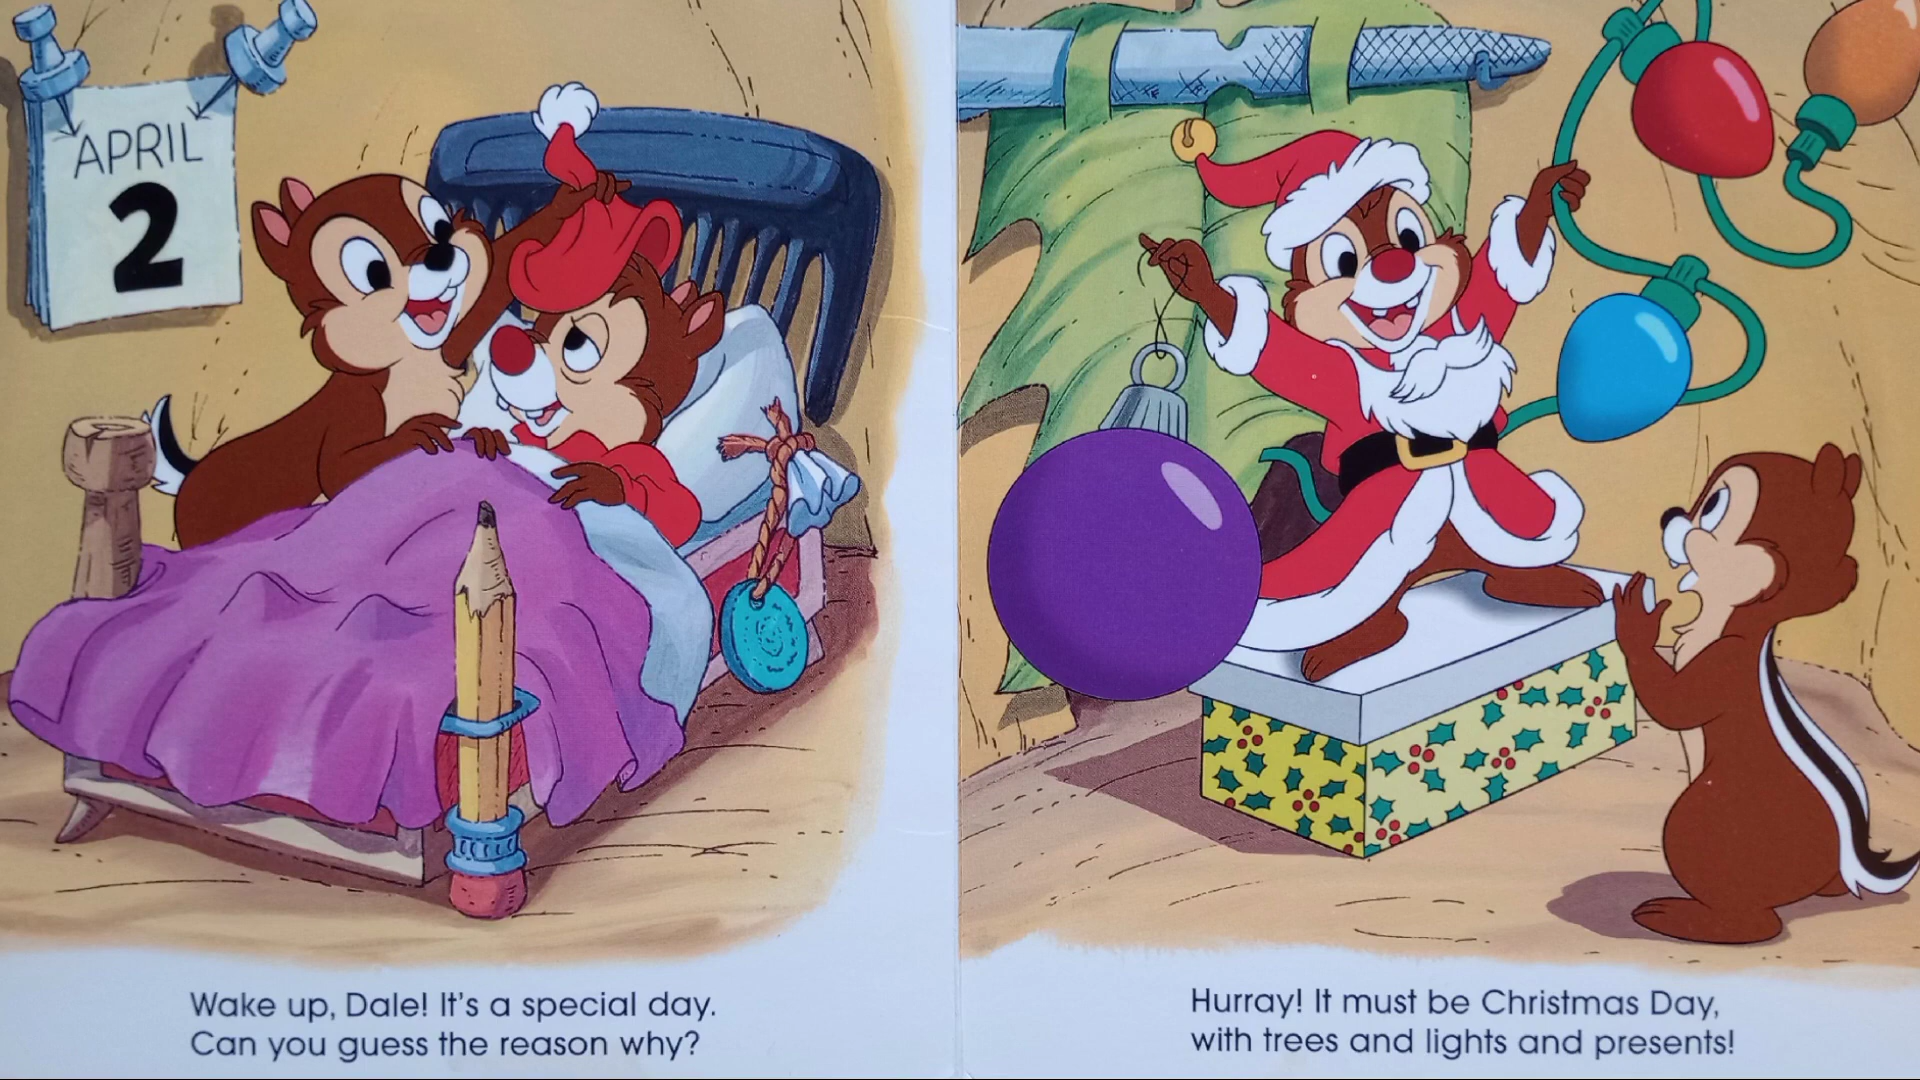 APRIL
2
Wake up, Dale! It's a special day.
Can you guess the reason why?
Hurray! It must be Christmas Day,
with trees and lights and presents!